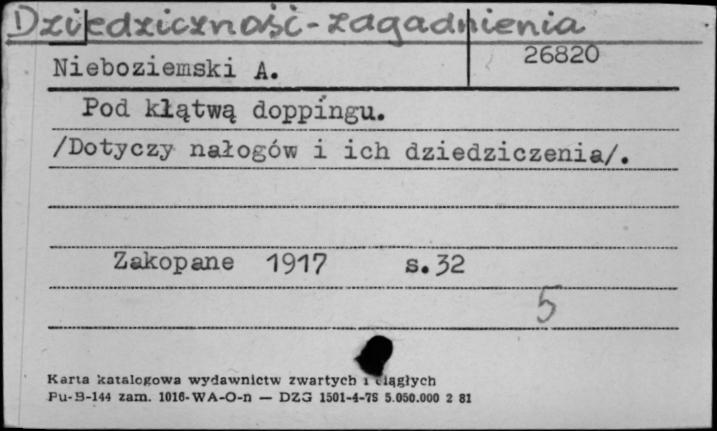 Dziedziczność - zagadnienia
Nieboziemski A.
26820
Pod klątwą doppingu.
/Dotyczy nałogów i ich dziedziczenia/.
Zakopane 1917 s.32
5
Karta katalogowa wydawnictw zwartych i ciągłych
Pu-B-144 zam. 1016-WA-O-n — DZG 1501-4-78 5.050.000 2 81